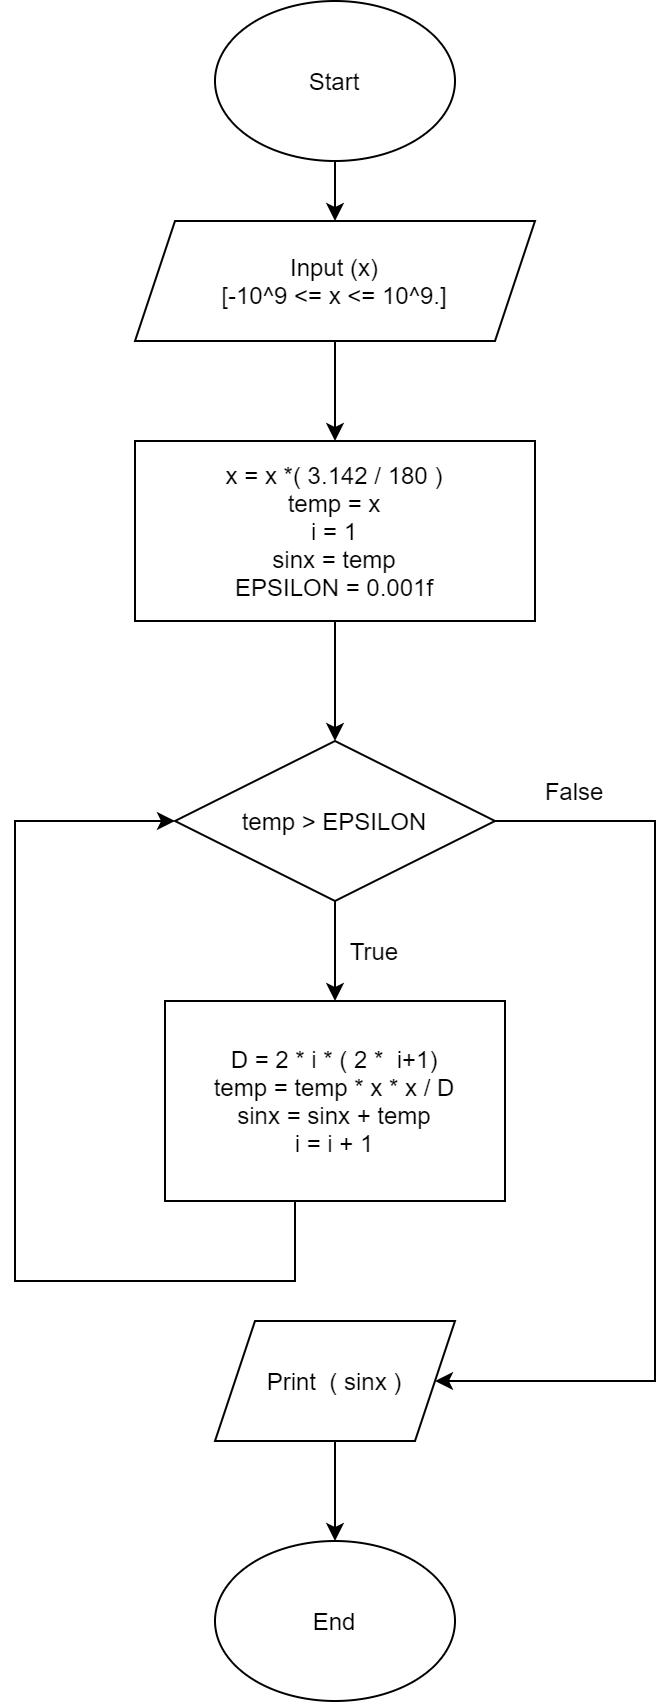 Start
Input (x)
[-10^9 <= x <= 10^9.]
x = x *( 3.142 / 180 )
temp = x
i = 1
sinx = temp
EPSILON = 0.001f
temp > EPSILON
False
True
D = 2 * i * ( 2 *  i+1)
temp = temp * x * x / D
sinx = sinx + temp
i = i + 1
Print  ( sinx )
End